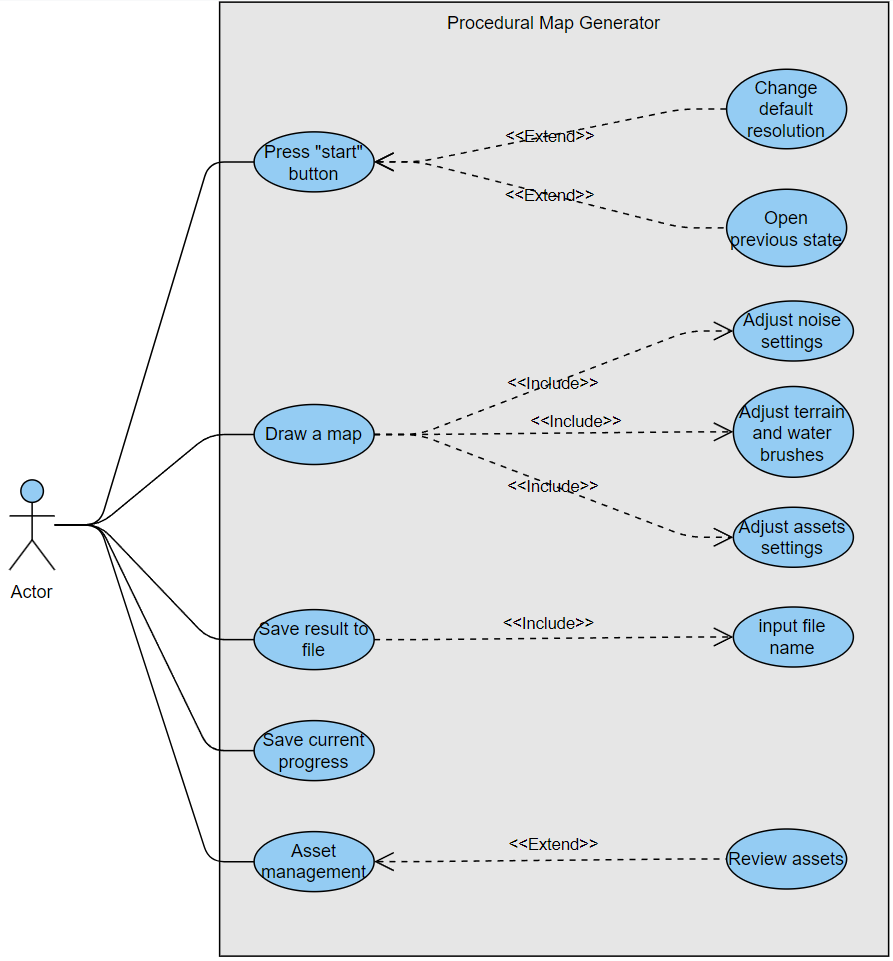 Procedural Map Generator
Change
default
resolution
<<Extend>>
Press "start"
button
<<Extend>>
Open
previous state
Adjust noise
settings
<<Include>>
Adjust terrain
and water
brushes
<<Include>>
Draw a map
<<Include>>
Adjust assets
settings
Actor
Save result to
file
<<Include>>
input file
name
Save current
progress
Asset
management
<<Extend>>
Review assets